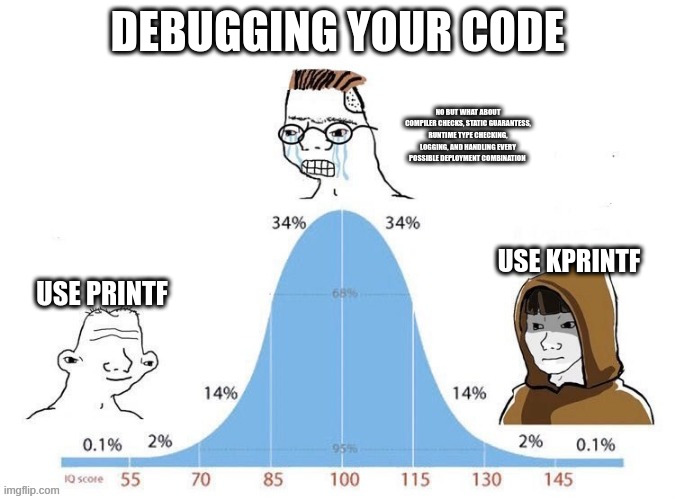 DEBUGGING YOUR CODE
NO BUT WHAT ABOUT
COMPILER CHECKS, STATIC GUARANTESS,
RUNTIME TYPE CHECKING,
LOGGING, AND HANDLING EVERY
POSSIBLE DEPLOYMENT COMBINATION
34% 34%
USE KPRINTF
USE PRINTF
68%
14% 14%
0.1% 2% 95% 2% 0.1%
IQ score 55 70 85 100 115 130 145
imgflip.com